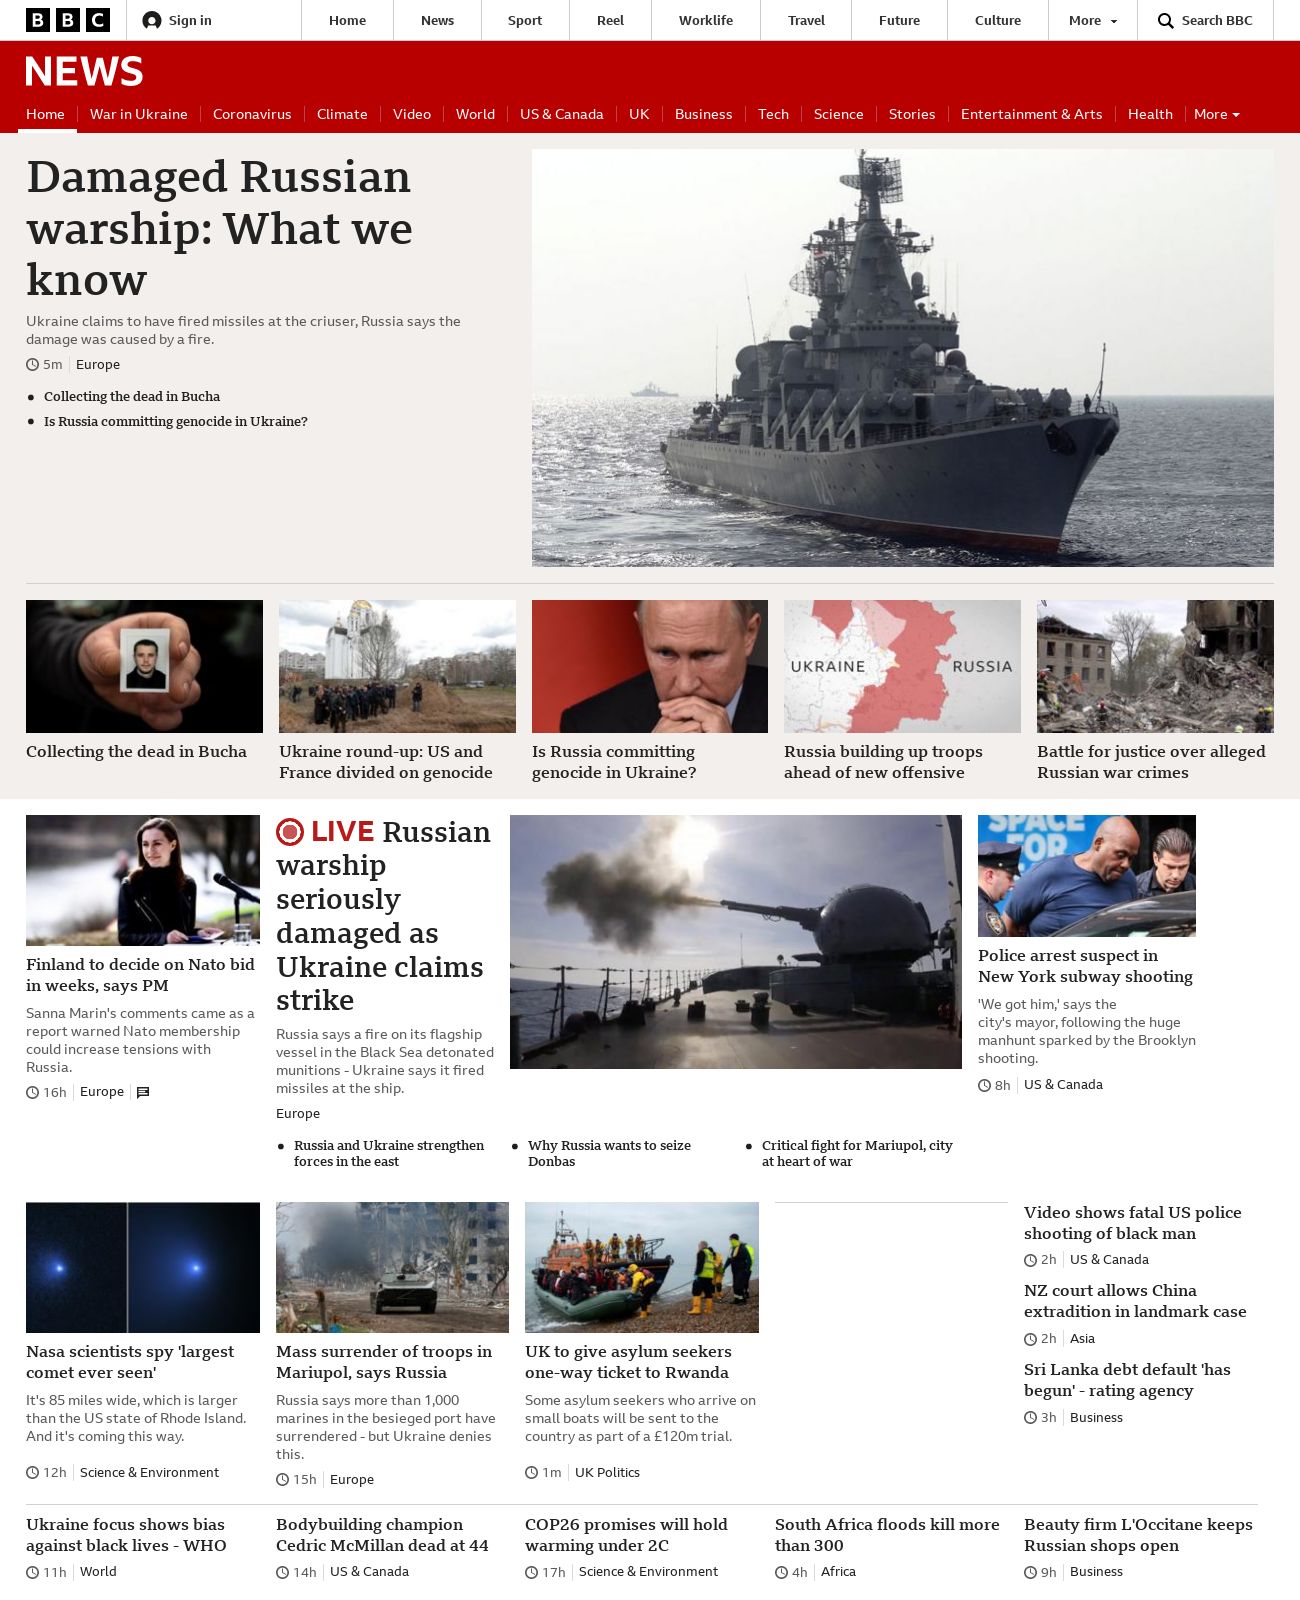 BBC
Sign in
Home
News
Sport
Reel
Worklife
Travel
Future
Culture
More
Search BBC
NEWS
Home
War in Ukraine
Coronavirus
Climate
Video
World
US & Canada
UK
Business
Tech
Science
Stories
Entertainment & Arts
Health
More
Damaged Russian
warship: What we
know
Ukraine claims to have fired missiles at the criuser, Russia says the
damage was caused by a fire.
5m
Europe
Collecting the dead in Bucha
Is Russia committing genocide in Ukraine?
Collecting the dead in Bucha
Ukraine round-up: US and
France divided on genocide
Is Russia committing
genocide in Ukraine?
UKRAINE
RUSSIA
Russia building up troops
ahead of new offensive
Battle for justice over alleged
Russian war crimes
Finland to decide on Nato bid
in weeks, says PM
Sanna Marin's comments came as a
report warned Nato membership
could increase tensions with
Russia.
16h
Europe
LIVE Russian
warship
seriously
damaged as
Ukraine claims
strike
Russia says a fire on its flagship
vessel in the Black Sea detonated
munitions - Ukraine says it fired
missiles at the ship.
Europe
Russia and Ukraine strengthen
forces in the east
Why Russia wants to seize
Donbas
Critical fight for Mariupol, city
at heart of war
SPACE
FOR
Police arrest suspect in
New York subway shooting
'We got him,' says the
city's mayor, following the huge
manhunt sparked by the Brooklyn
shooting.
8h
US & Canada
Nasa scientists spy 'largest
comet ever seen'
It's 85 miles wide, which is larger
than the US state of Rhode Island.
And it's coming this way.
12h
Science & Environment
Mass surrender of troops in
Mariupol, says Russia
Russia says more than 1,000
marines in the besieged port have
surrendered - but Ukraine denies
this.
15h
Europe
UK to give asylum seekers
one-way ticket to Rwanda
Some asylum seekers who arrive on
small boats will be sent to the
country as part of a £120m trial.
1m
UK Politics
Video shows fatal US police
shooting of black man
2h
US & Canada
NZ court allows China
extradition in landmark case
2h
Asia
Sri Lanka debt default 'has
begun' - rating agency
3h
Business
Ukraine focus shows bias
against black lives - WHO
11h
World
Bodybuilding champion
Cedric McMillan dead at 44
14h
US & Canada
COP26 promises will hold
warming under 2C
17h
Science & Environment
South Africa floods kill more
than 300
4h
Africa
Beauty firm L'Occitane keeps
Russian shops open
9h
Business